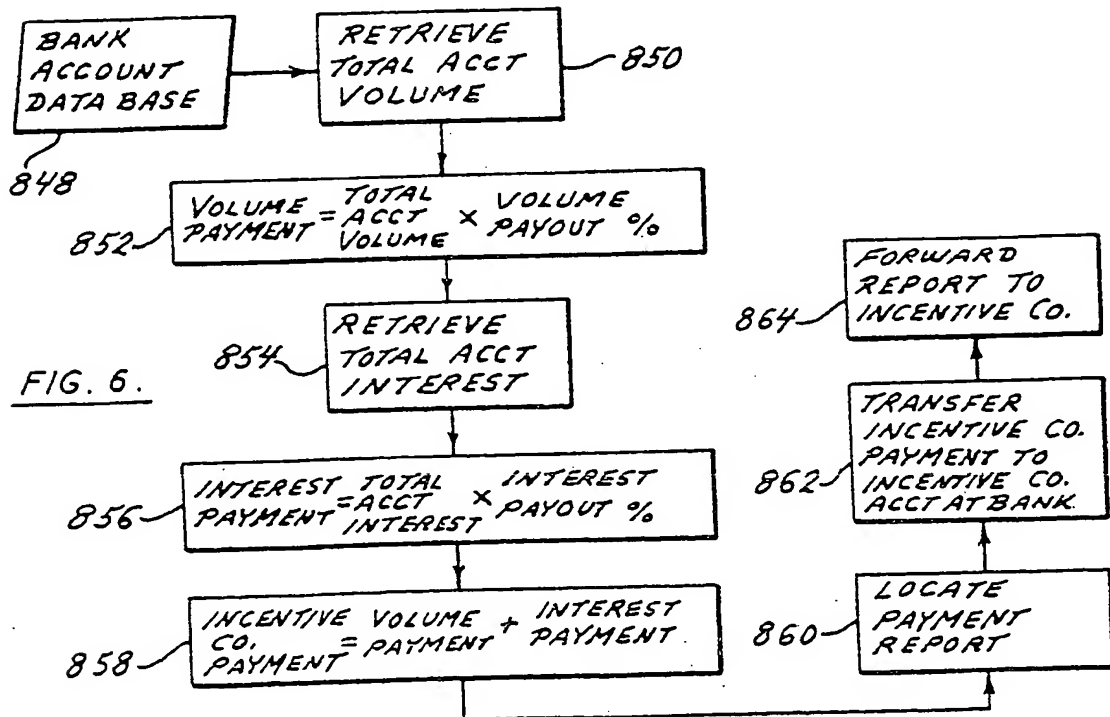 BANK
ACCOUNT
DATA BASE
848
RETRIEVE
TOTAL ACCT
VOLUME
850
VOLUME PAYMENT = TOTAL ACCT VOLUME × VOLUME PAYOUT %
852
RETRIEVE
TOTAL ACCT
INTEREST
854
FIG. 6.
INTEREST PAYMENT = TOTAL ACCT INTEREST × INTEREST PAYOUT %
856
INCENTIVE CO. PAYMENT = VOLUME PAYMENT + INTEREST PAYMENT
858
LOCATE
PAYMENT
REPORT
860
TRANSFER
INCENTIVE CO.
PAYMENT TO
INCENTIVE CO.
ACCT AT BANK
862
FORWARD
REPORT TO
INCENTIVE CO.
864